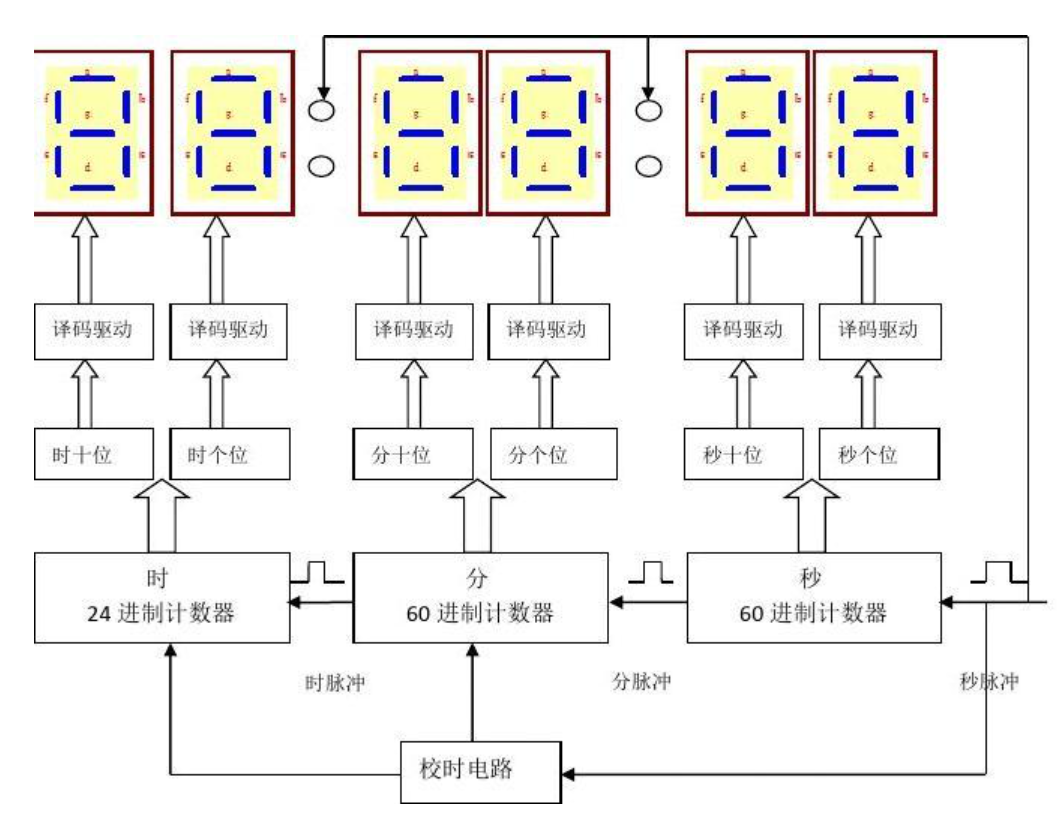 译码驱动 译码驱动 译码驱动 译码驱动 译码驱动 译码驱动
时十位 时个位 分十位 分个位 秒十位 秒个位
时 分 秒
24 进制计数器 60 进制计数器 60 进制计数器
时脉冲 分脉冲 秒脉冲
校时电路